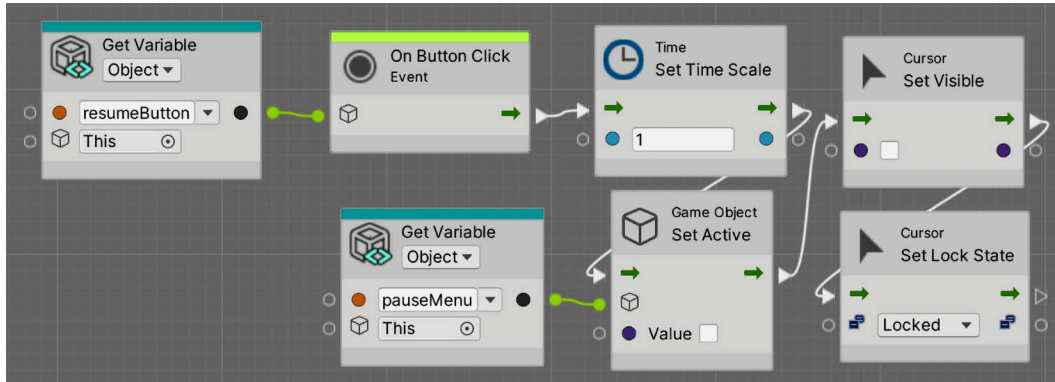 Get Variable
Object
resumeButton
This
On Button Click
Event
Time
Set Time Scale
1
Cursor
Set Visible
Get Variable
Object
pauseMenu
This
Game Object
Set Active
Value
Cursor
Set Lock State
Locked